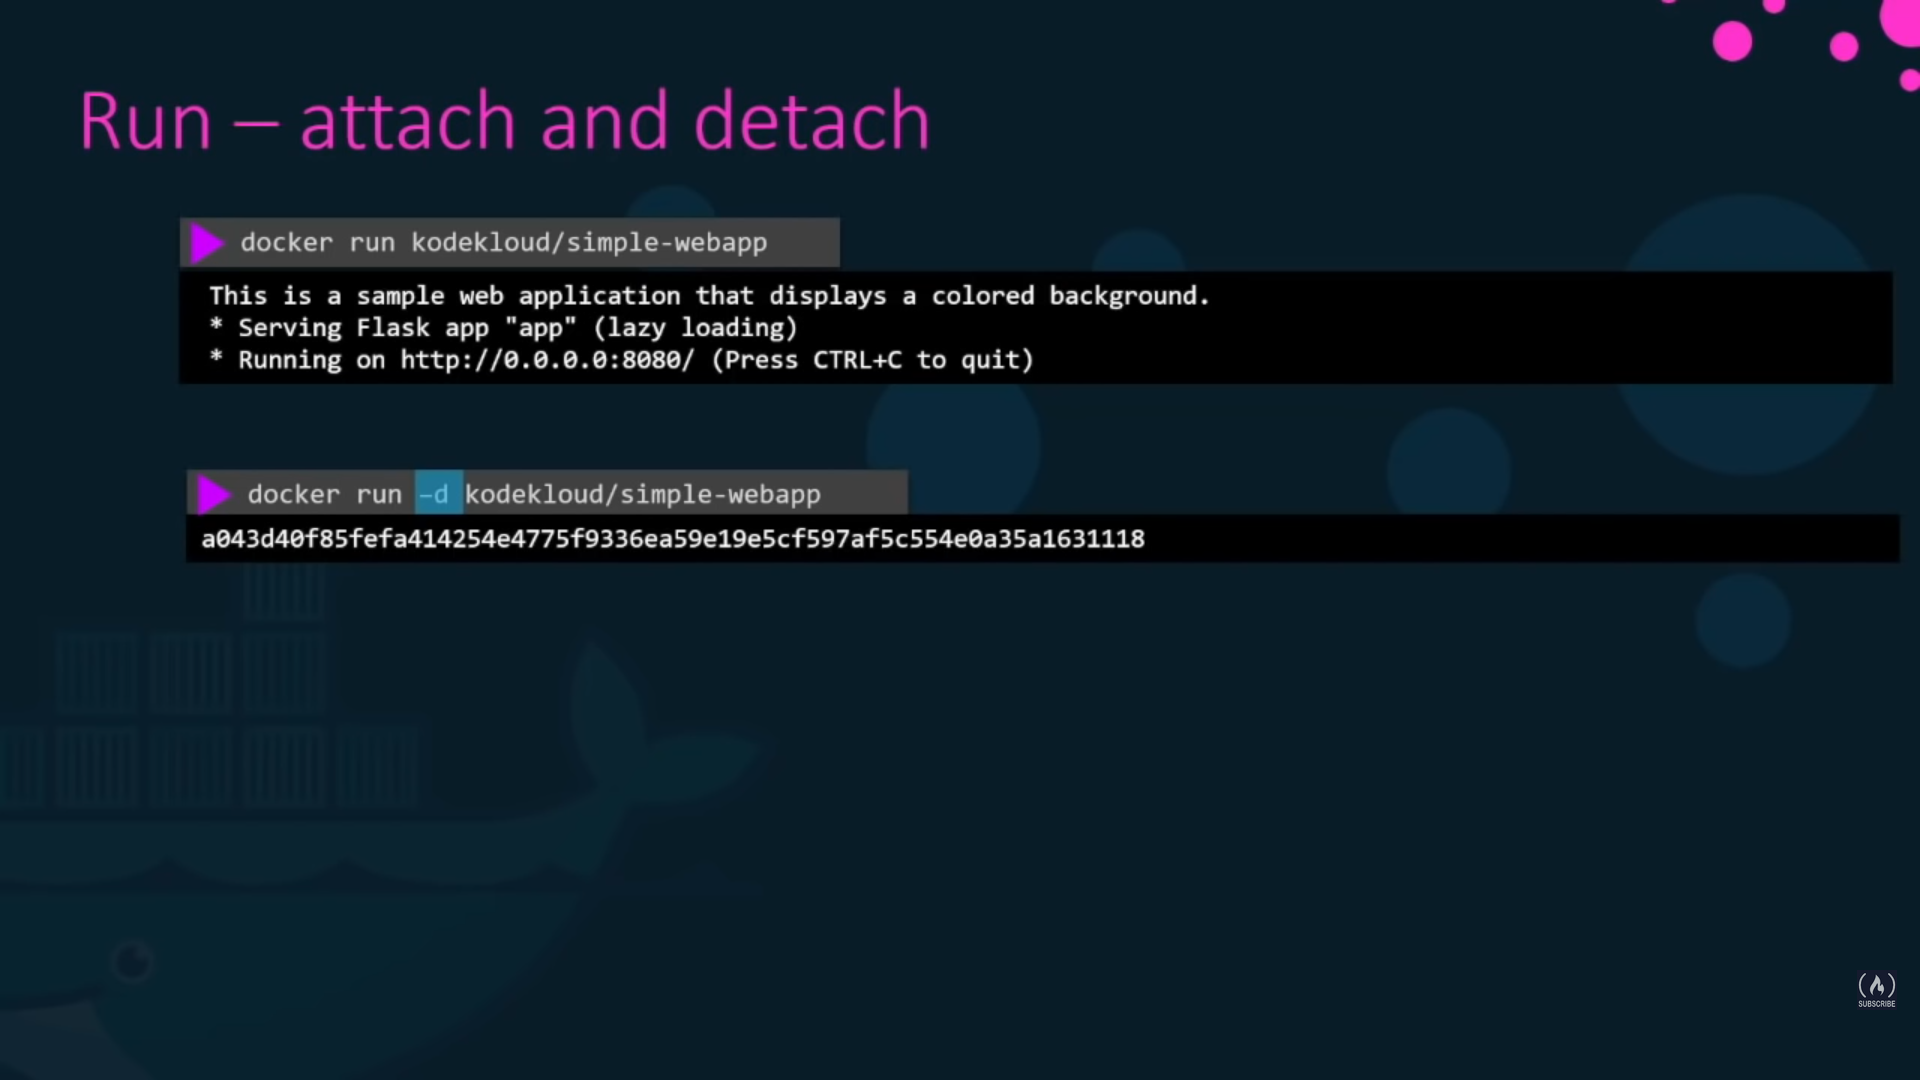 Run – attach and detach
docker run kodekloud/simple-webapp
This is a sample web application that displays a colored background.
* Serving Flask app "app" (lazy loading)
* Running on http://0.0.0.0:8080/ (Press CTRL+C to quit)
docker run –d kodekloud/simple-webapp
a043d40f85fefa414254e4775f9336ea59e19e5cf597af5c554e0a35a1631118
SUBSCRIBE